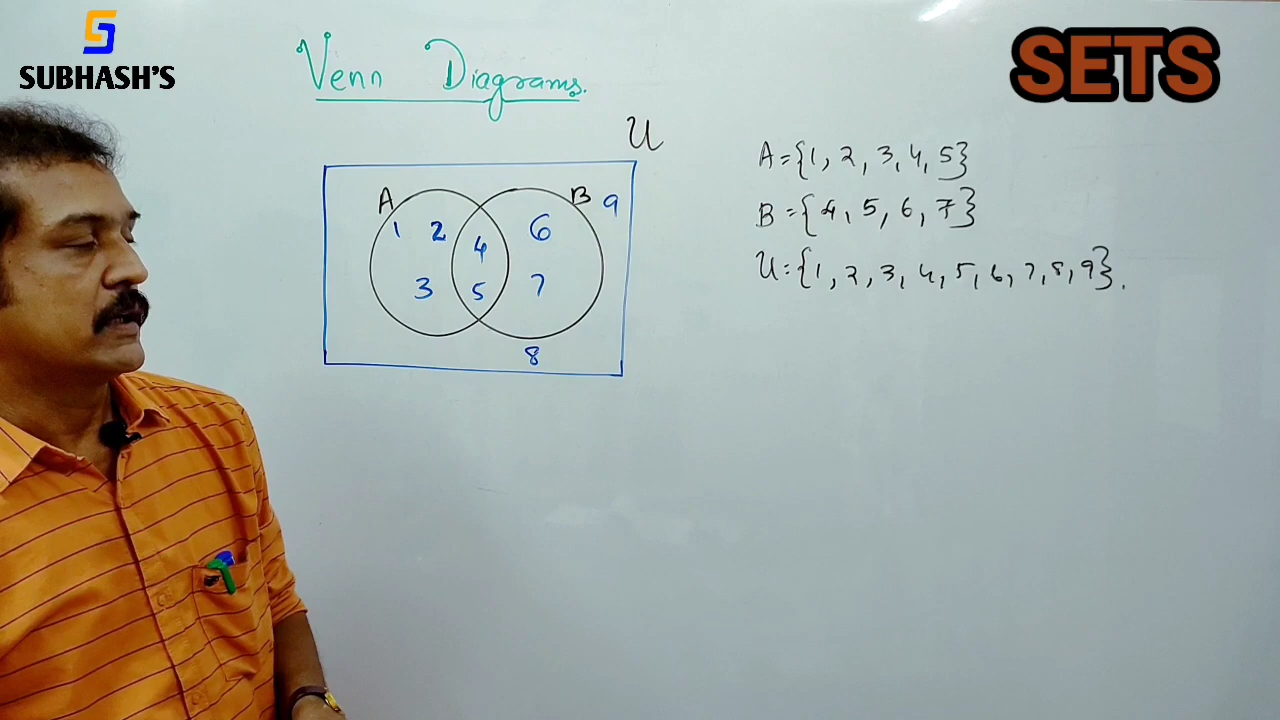 SUBHASH'S
SETS
Venn Diagrams.
U
A={1, 2, 3, 4, 5}
B={4, 5, 6, 7}
U={1, 2, 3, 4, 5, 6, 7, 8, 9}.
A B 9
1 2 4 6
3 5 7
8